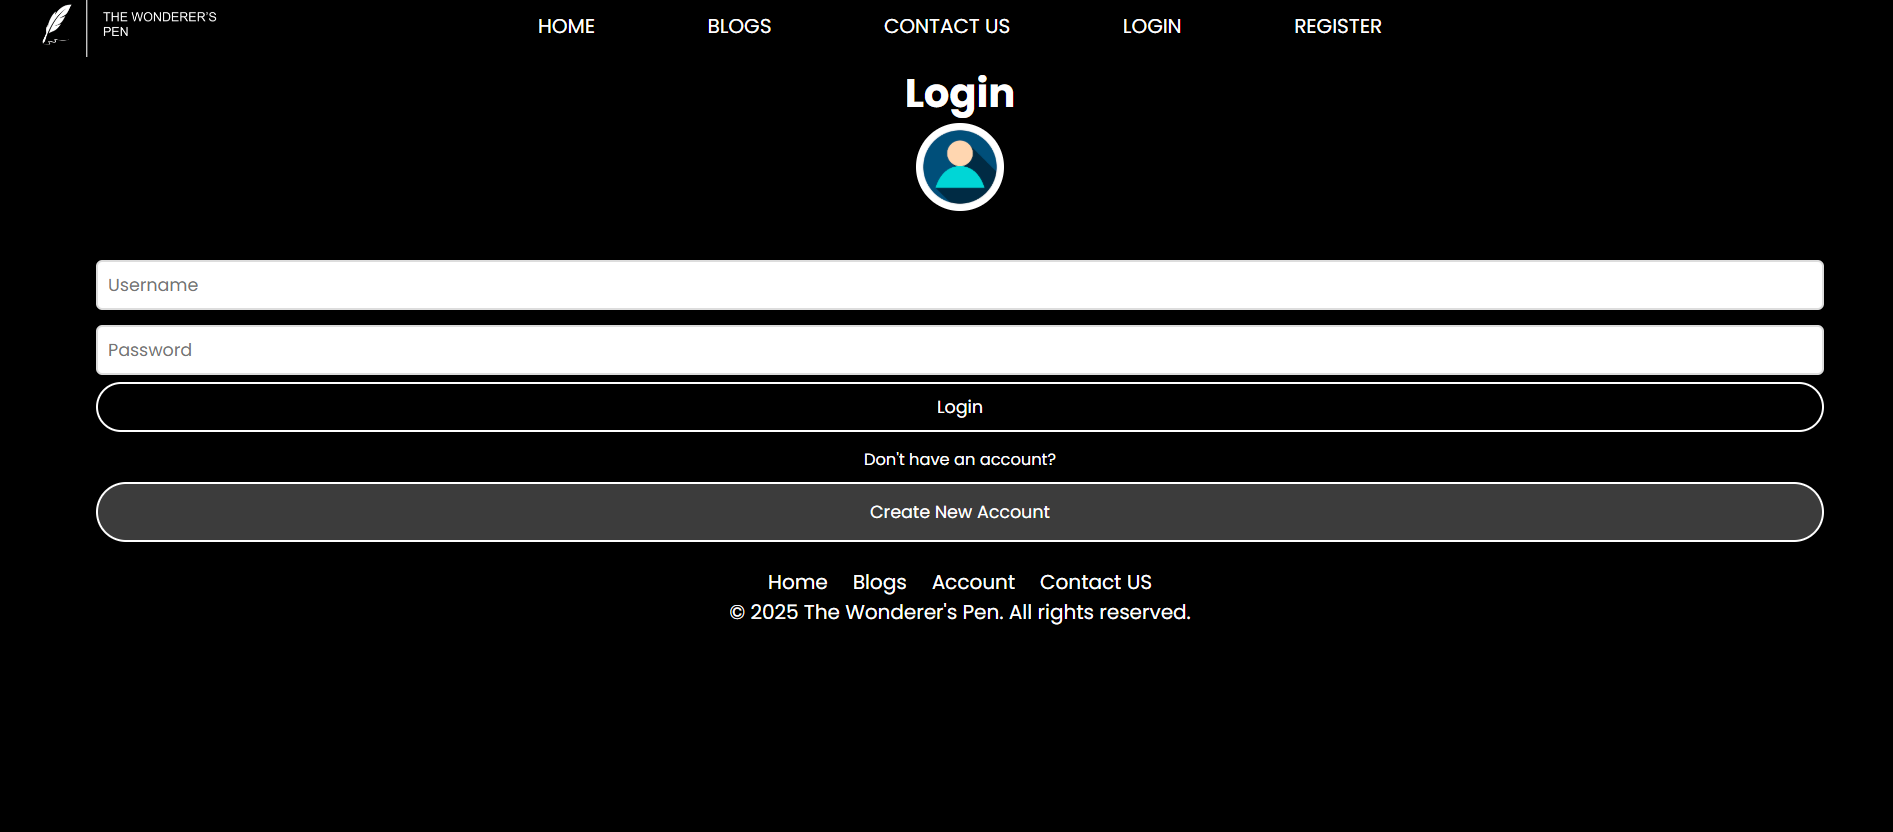 THE WONDERER'S
PEN
HOME BLOGS CONTACT US LOGIN REGISTER
Login
Username
Password
Login
Don't have an account?
Create New Account
Home Blogs Account Contact US
© 2025 The Wonderer's Pen. All rights reserved.